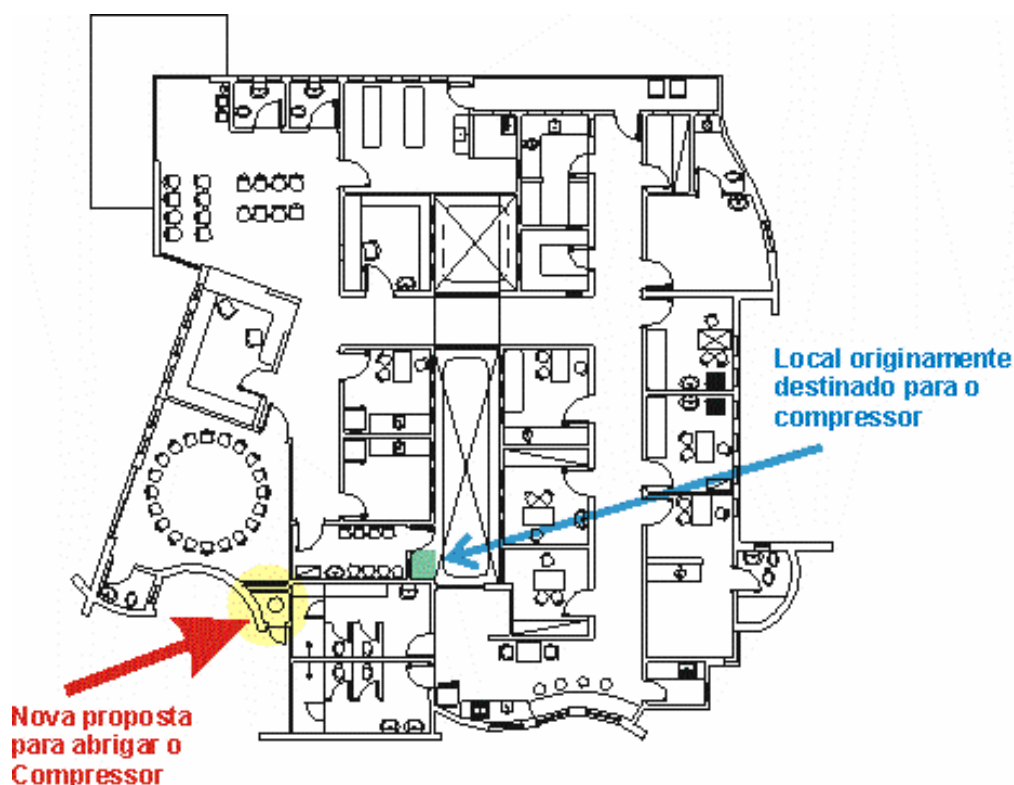 Local originamente
destinado para o
compressor
Nova proposta
para abrigar o
Compressor